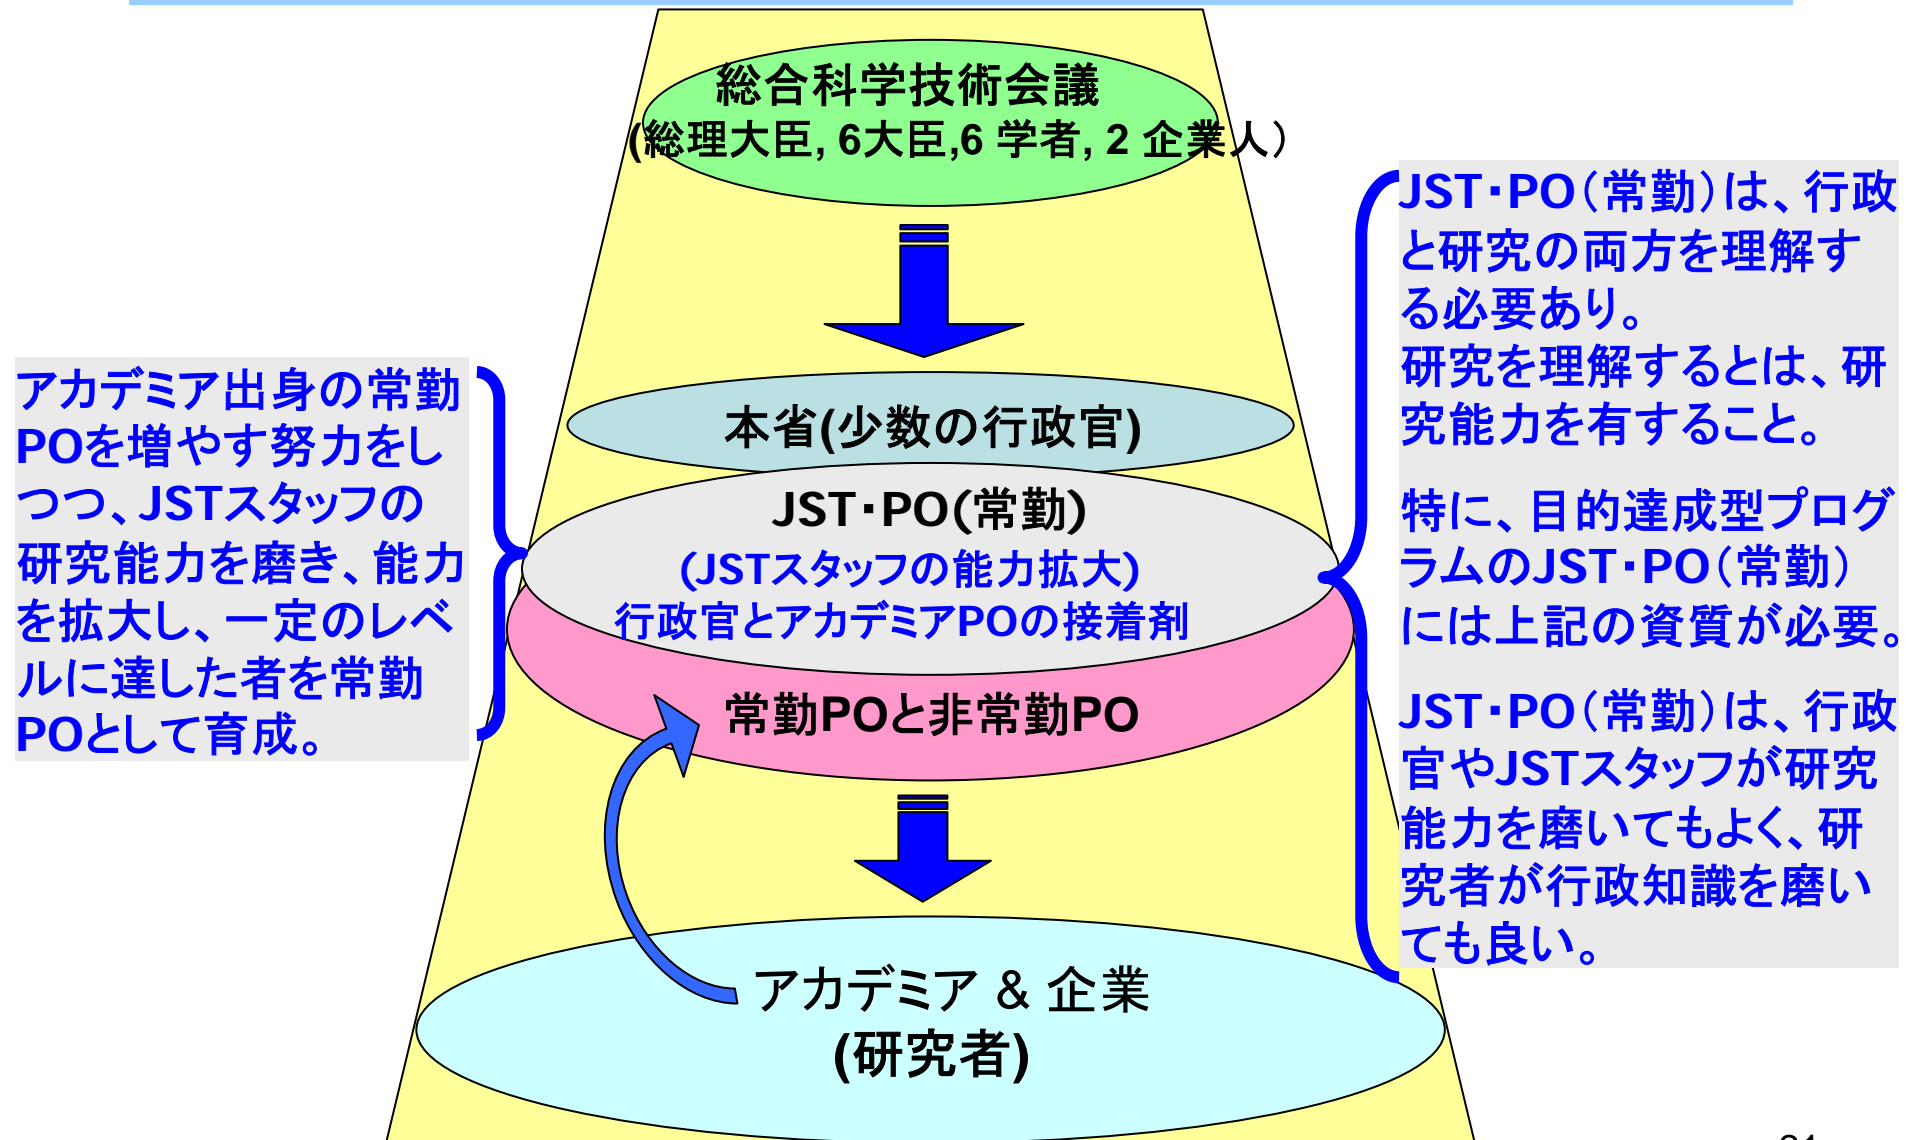 総合科学技術会議
(総理大臣, 6大臣,6 学者, 2 企業人）
本省(少数の行政官)
JST・PO(常勤)
(JSTスタッフの能力拡大)
行政官とアカデミアPOの接着剤
常勤POと非常勤PO
アカデミア & 企業
(研究者)
アカデミア出身の常勤
POを増やす努力をし
つつ、JSTスタッフの
研究能力を磨き、能力
を拡大し、一定のレベ
ルに達した者を常勤
POとして育成。
JST・PO（常勤）は、行政
と研究の両方を理解す
る必要あり。
研究を理解するとは、研
究能力を有すること。
特に、目的達成型プログ
ラムのJST・PO（常勤）
には上記の資質が必要。
JST・PO（常勤）は、行政
官やJSTスタッフが研究
能力を磨いてもよく、研
究者が行政知識を磨い
ても良い。